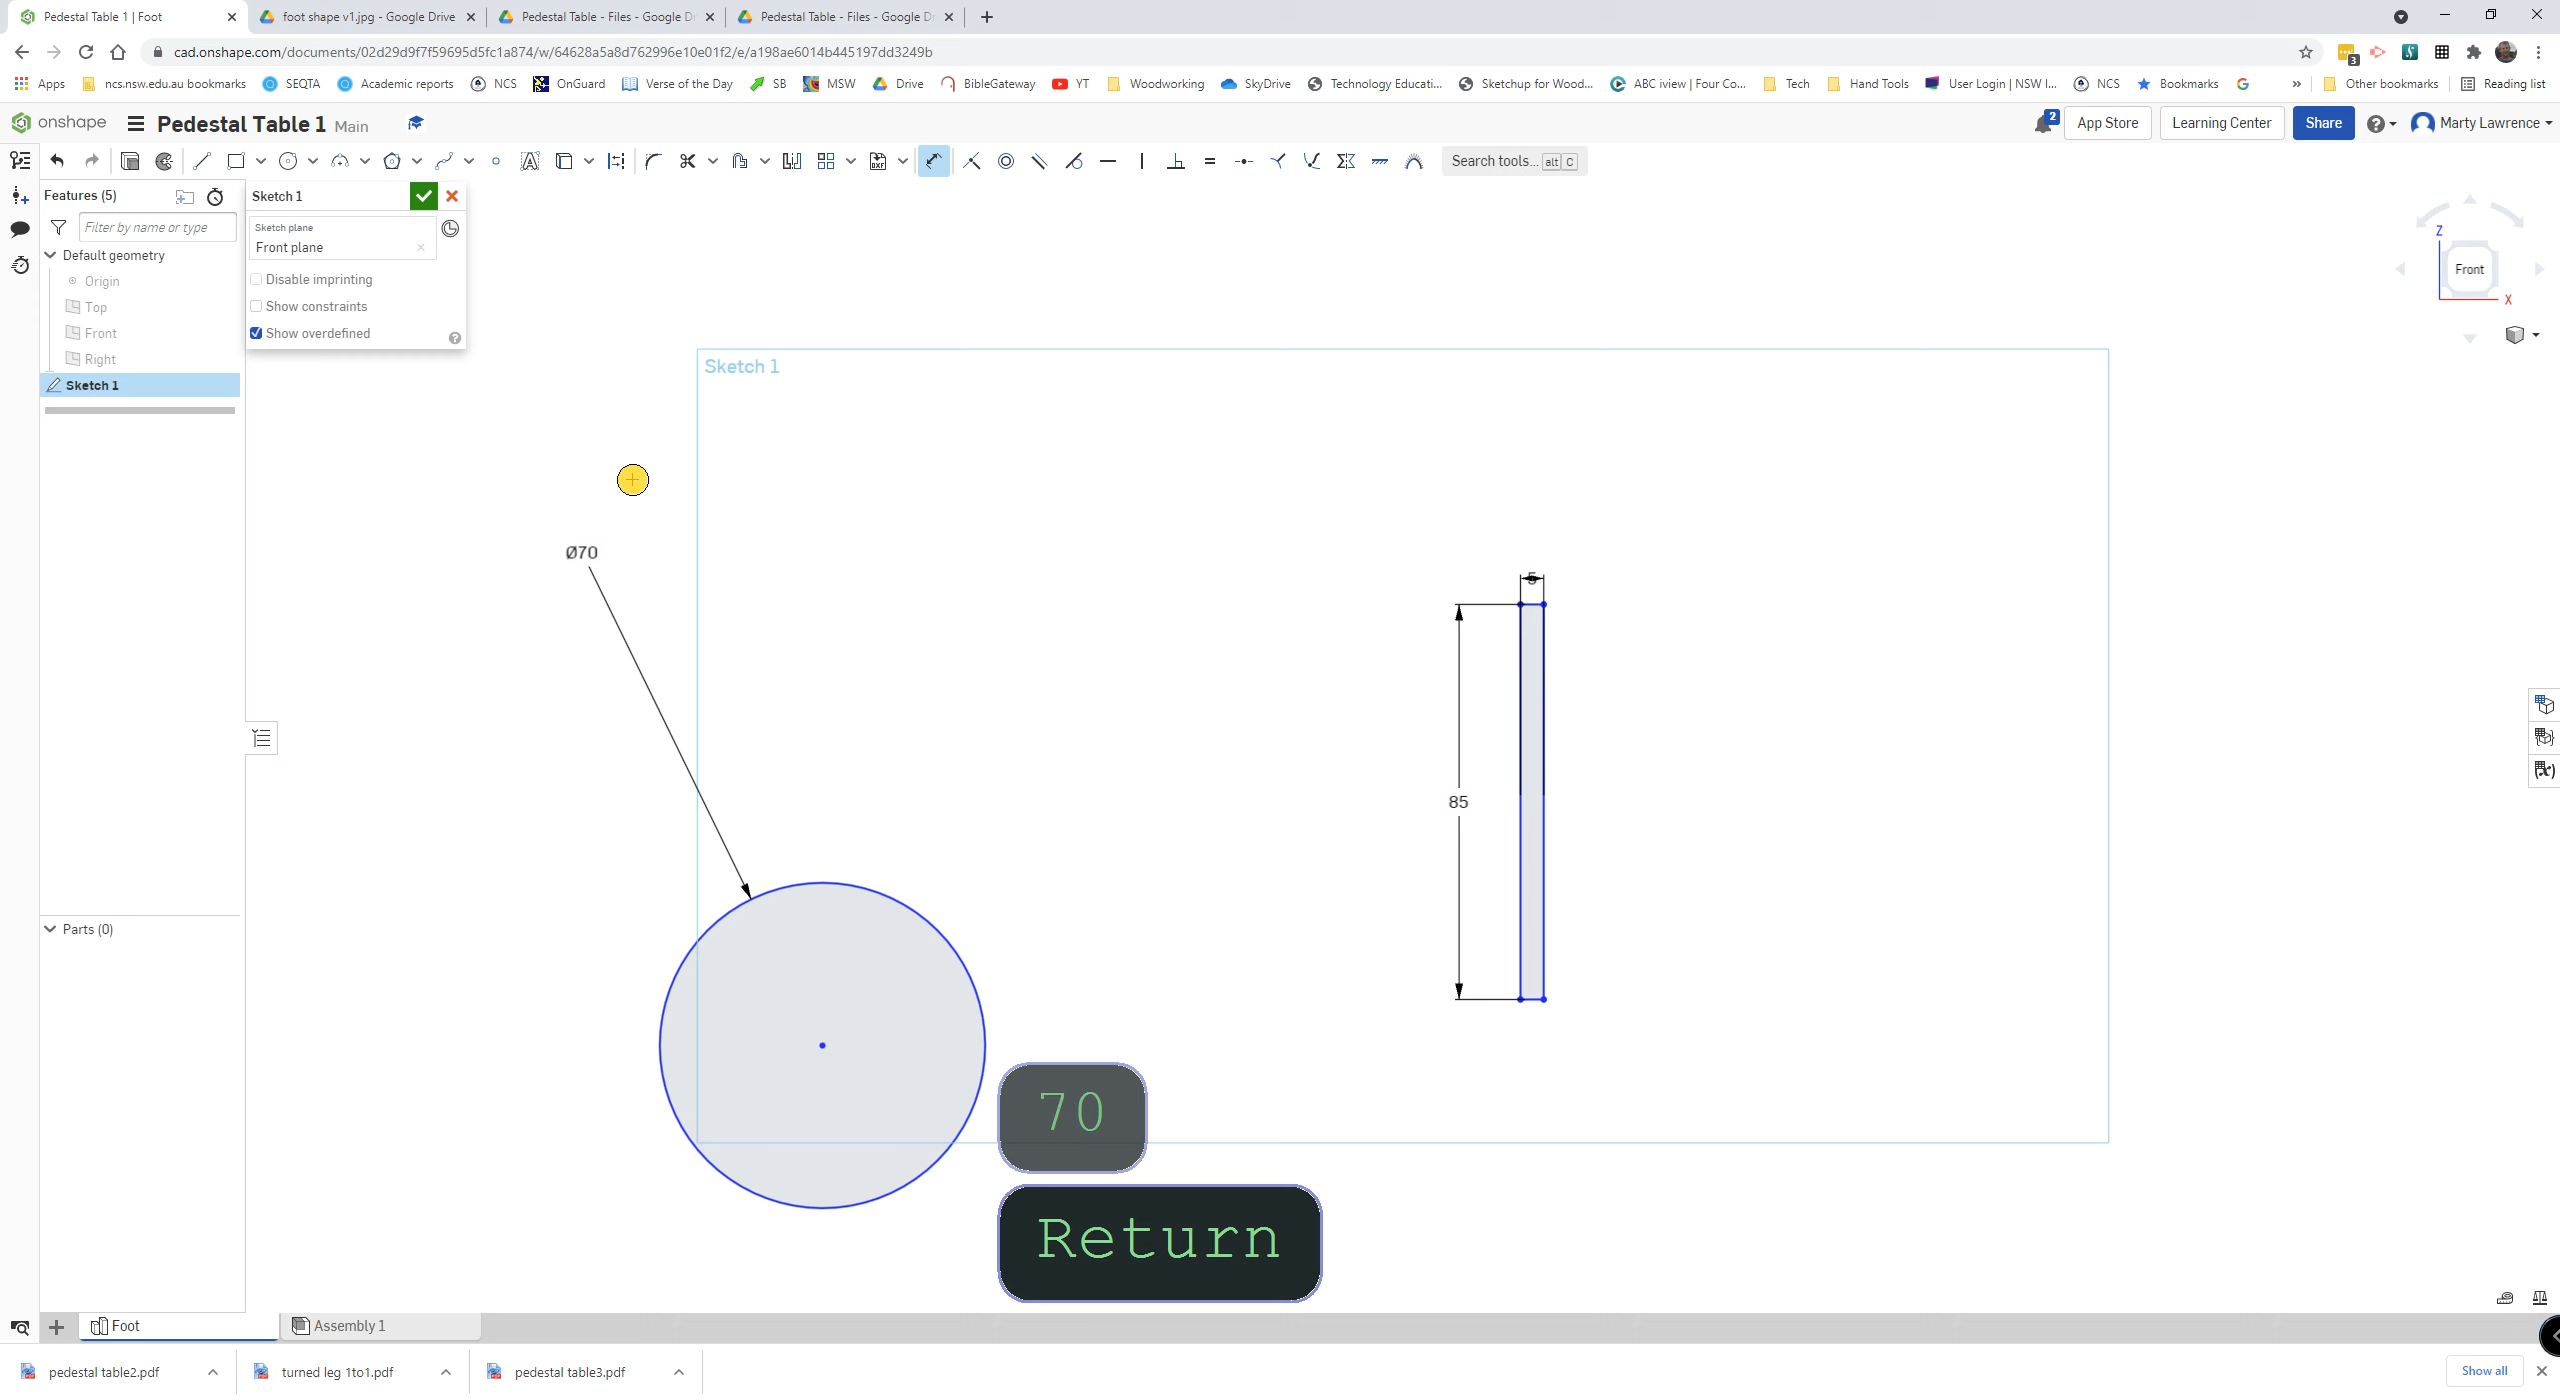 Pedestal Table 1 | Foot
foot shape v1.jpg - Google Drive
Pedestal Table - Files - Google D
Pedestal Table - Files - Google D
cad.onshape.com/documents/02d29d9f7f59695d5fc1a874/w/64628a5a8d762996e10e01f2/e/a198ae6014b445197dd3249b
3
Apps
ncs.nsw.edu.au bookmarks
SEQTA
Academic reports
NCS
OnGuard
Verse of the Day
SB
MSW
Drive
BibleGateway
YT
Woodworking
SkyDrive
Technology Educati...
Sketchup for Wood...
ABC iview | Four Co...
Tech
Hand Tools
User Login | NSW I...
NCS
Bookmarks
»
Other bookmarks
Reading list
onshape
Pedestal Table 1 Main
2
App Store
Learning Center
Share
Marty Lawrence
Search tools... alt C
Features (5)
Filter by name or type
Default geometry
Origin
Top
Front
Right
Sketch 1
Parts (0)
Sketch 1
Sketch plane
Front plane
Disable imprinting
Show constraints
Show overdefined
Z
Front
X
Sketch 1
Ø70
5
85
70
Return
Foot
Assembly 1
pedestal table2.pdf
turned leg 1to1.pdf
pedestal table3.pdf
Show all